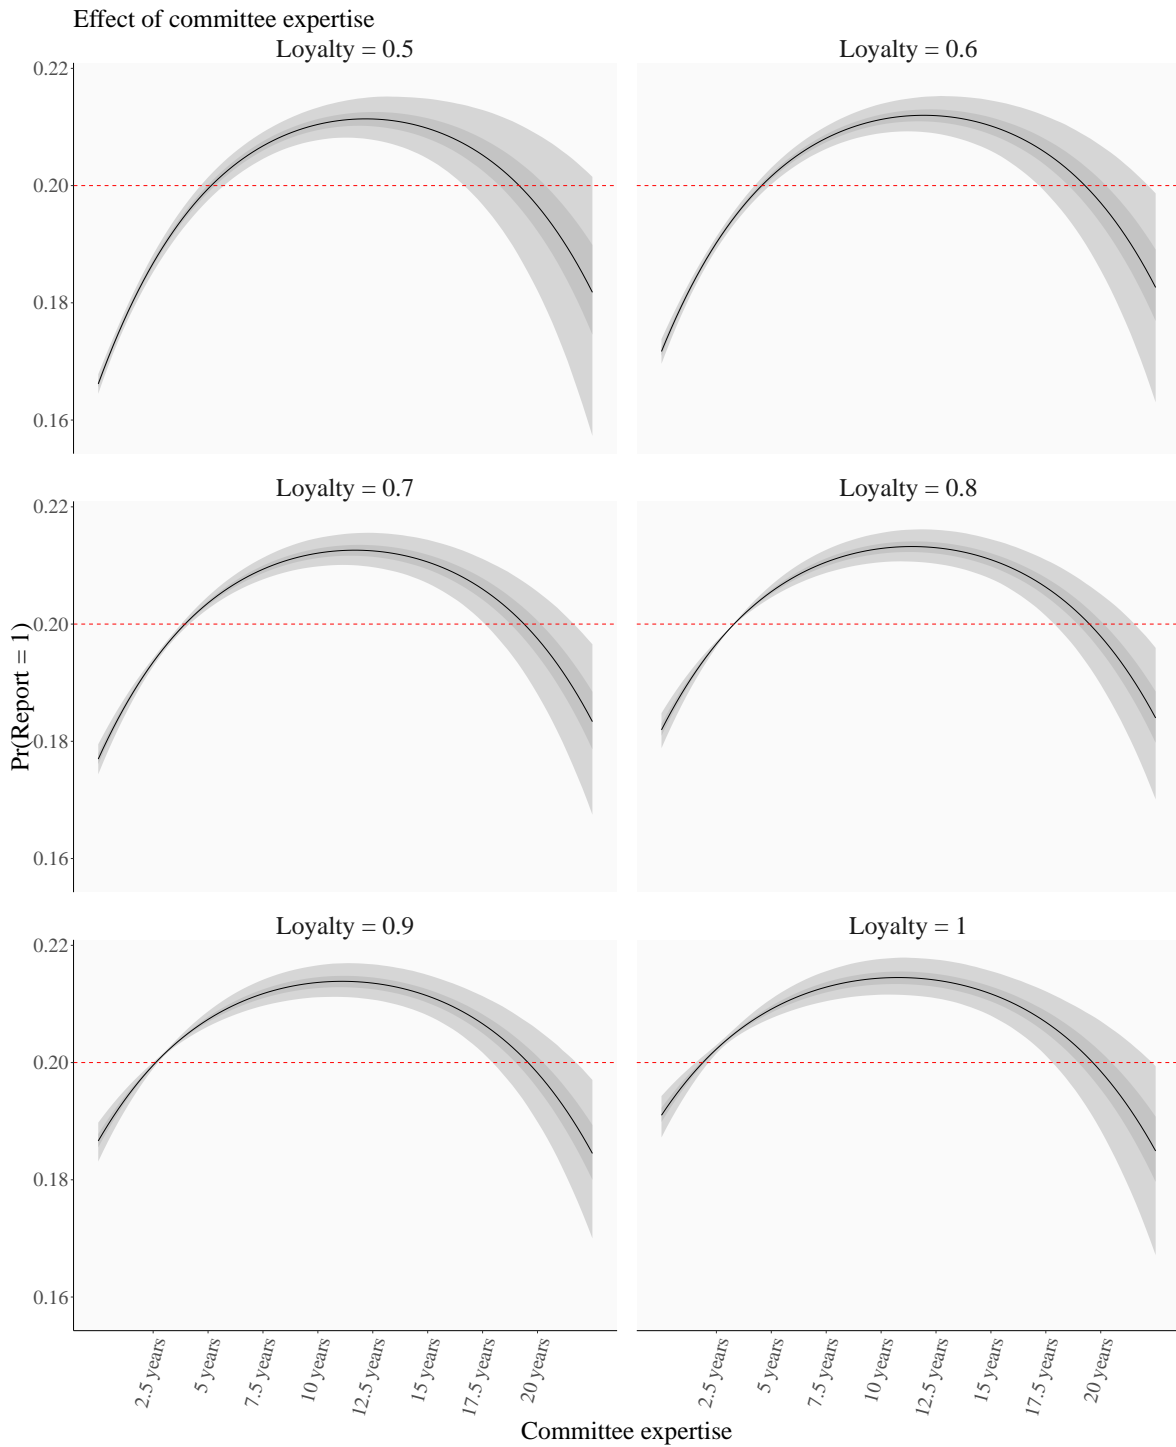 Effect of committee expertise
Loyalty = 0.5
Loyalty = 0.6
0.22
0.20
0.18
0.16
Loyalty = 0.7
Loyalty = 0.8
0.22
0.20
0.18
0.16
Pr(Report = 1)
Loyalty = 0.9
Loyalty = 1
0.22
0.20
0.18
0.16
2.5 years
5 years
7.5 years
10 years
12.5 years
15 years
17.5 years
20 years
2.5 years
5 years
7.5 years
10 years
12.5 years
15 years
17.5 years
20 years
Committee expertise